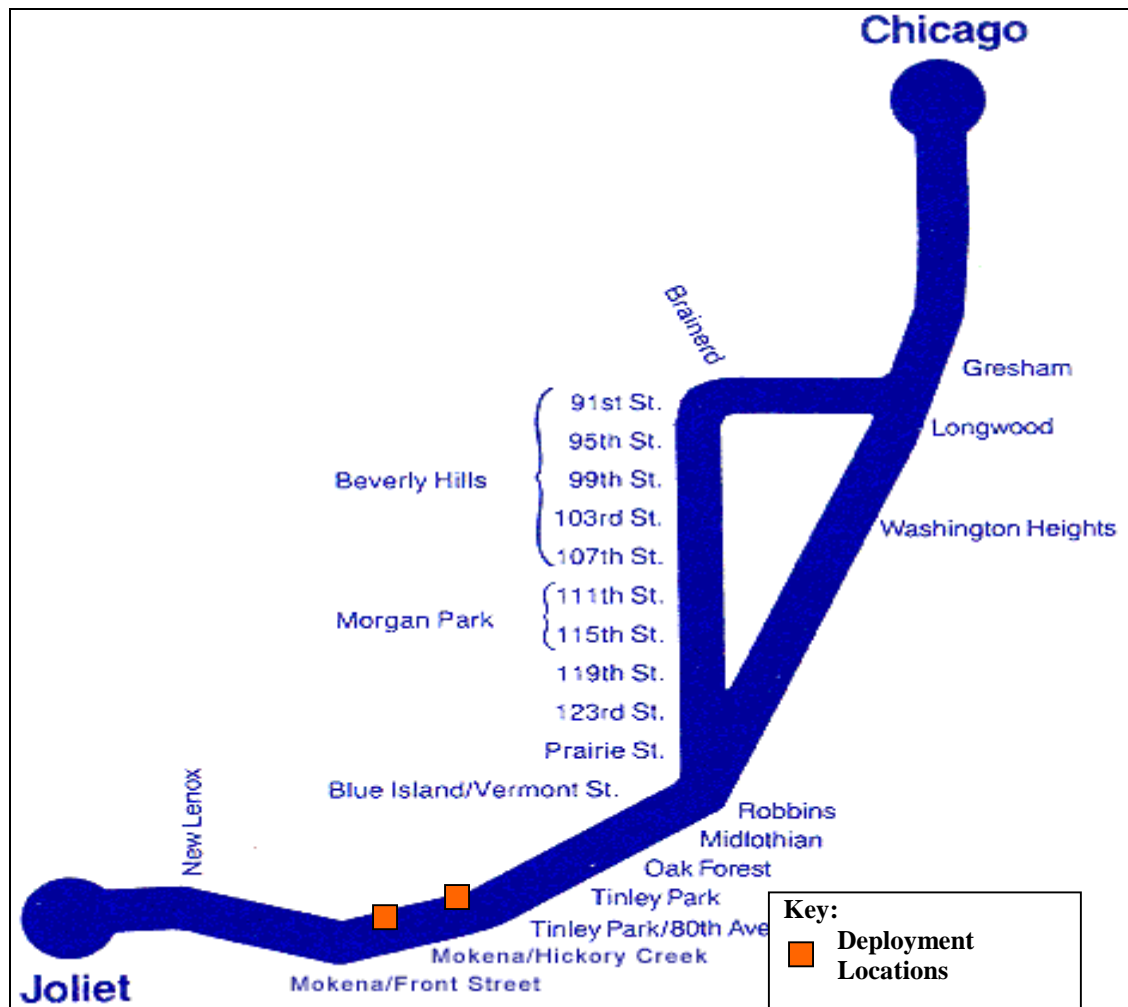 Chicago
Brainerd
Gresham
91st St.
Longwood
95th St.
Beverly Hills
99th St.
103rd St.
Washington Heights
107th St.
111th St.
Morgan Park
115th St.
119th St.
123rd St.
Prairie St.
Blue Island/Vermont St.
New Lenox
Robbins
Midlothian
Oak Forest
Tinley Park
Tinley Park/80th Ave
Mokena/Hickory Creek
Mokena/Front Street
Joliet
Key:
Deployment
Locations